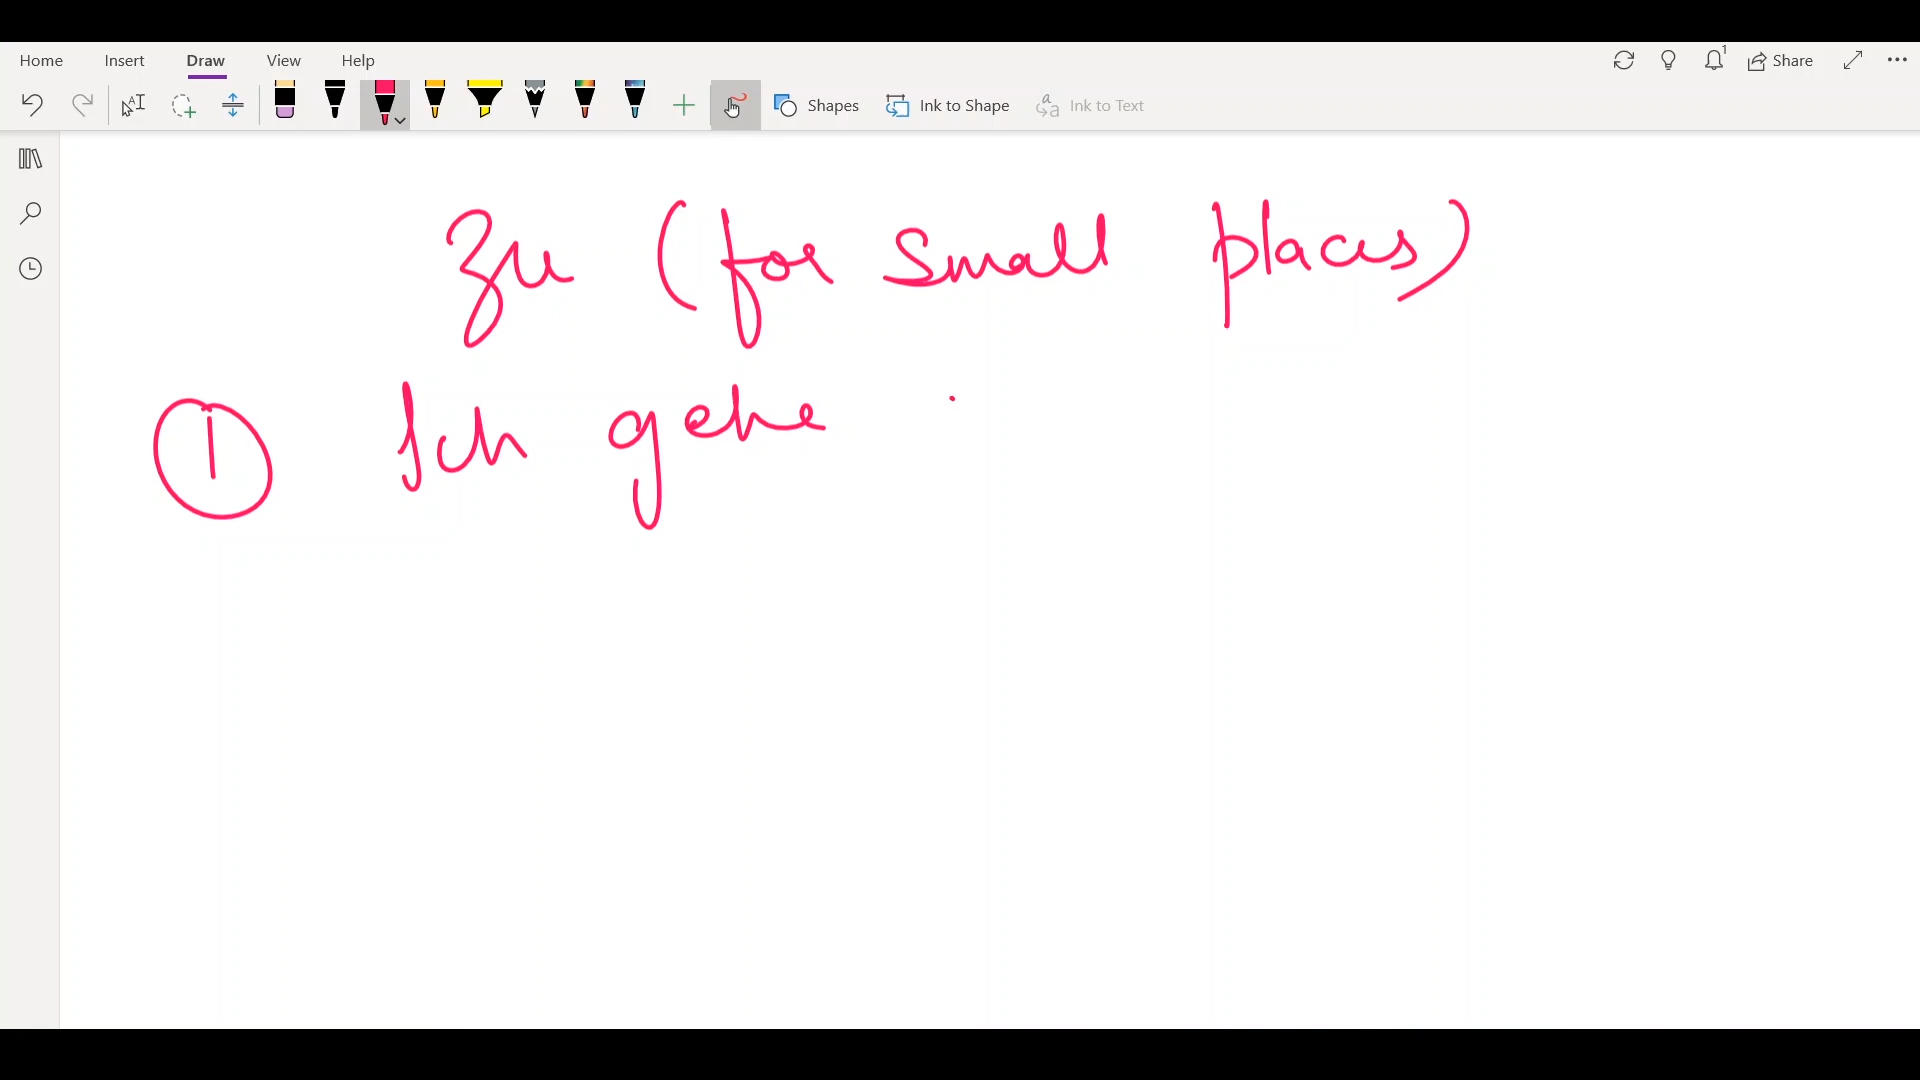 Home Insert Draw View Help 1 Share
Shapes Ink to Shape Ink to Text
Zu (for small places)
1 Ich gehe